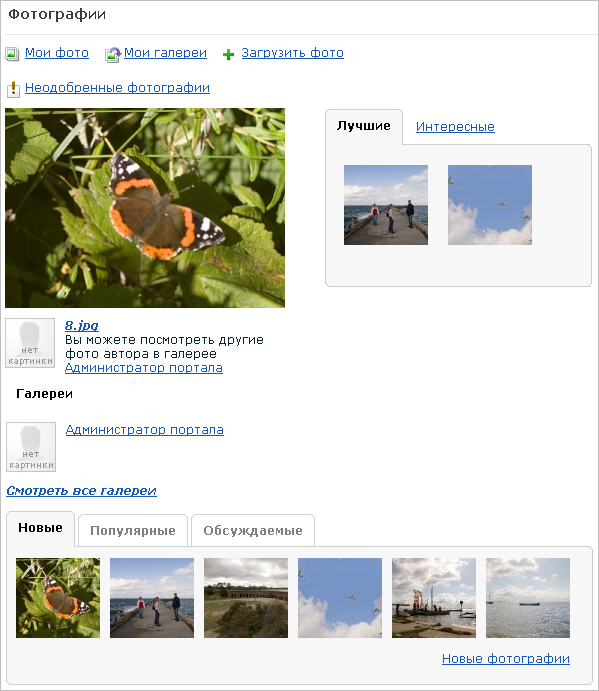 Фотографии
Мои фото Мои галереи Загрузить фото
Неодобренные фотографии
Лучшие Интересные
нет
картинки
8.jpg
Вы можете посмотреть другие
фото автора в галерее
Администратор портала
Галереи
нет
картинки
Администратор портала
Смотреть все галереи
Новые Популярные Обсуждаемые
Новые фотографии